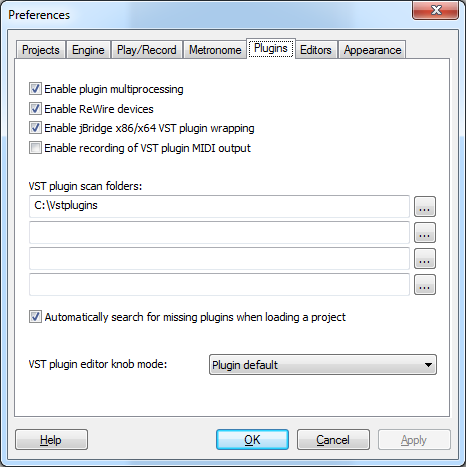 Preferences
Projects Engine Play/Record Metronome Plugins Editors Appearance
Enable plugin multiprocessing
Enable ReWire devices
Enable jBridge x86/x64 VST plugin wrapping
Enable recording of VST plugin MIDI output
VST plugin scan folders:
C:\Vstplugins ...
...
...
...
Automatically search for missing plugins when loading a project
VST plugin editor knob mode: Plugin default
Help OK Cancel Apply